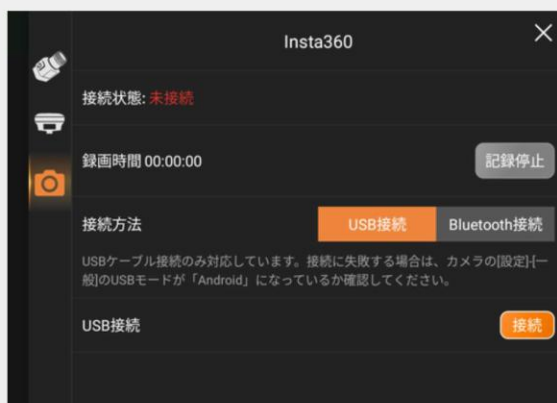 Insta360
接続状態: 未接続
録画時間 00:00:00
記録停止
接続方法
USB接続
Bluetooth接続
USBケーブル接続のみ対応しています。接続に失敗する場合は、カメラの[設定]-[一
般]のUSBモードが「Android」になっているか確認してください。
USB接続
接続